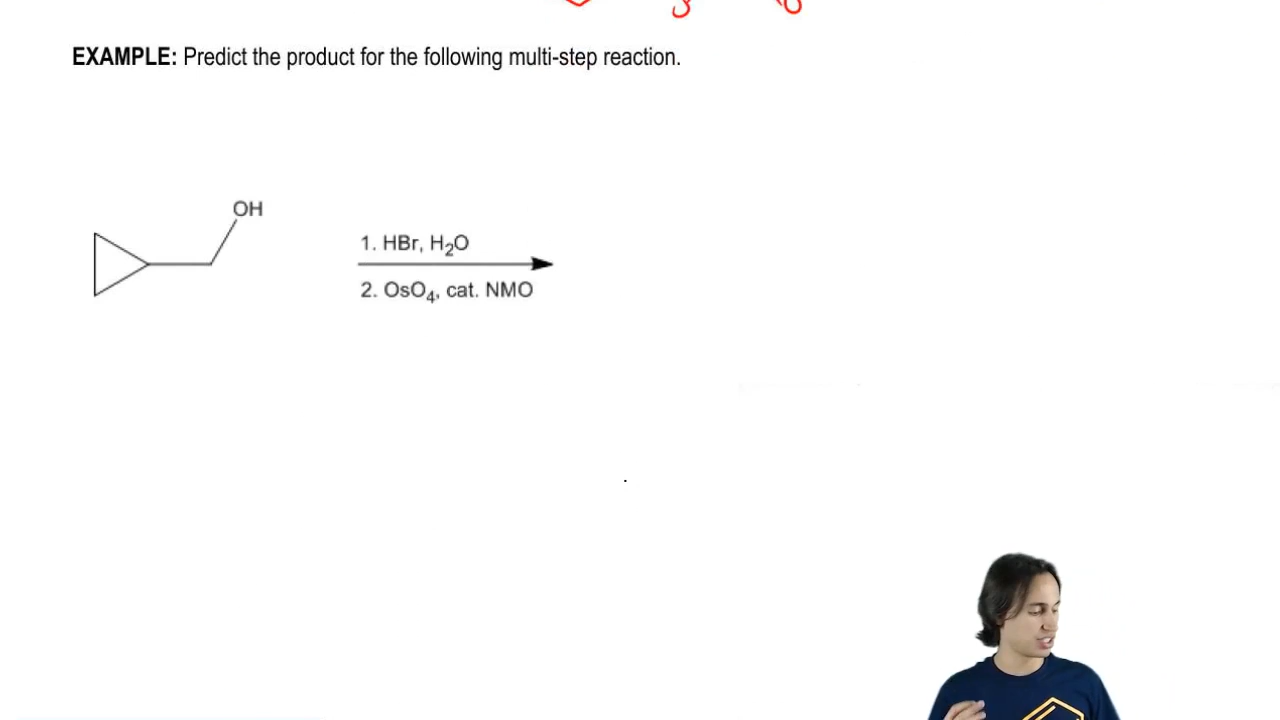 EXAMPLE: Predict the product for the following multi-step reaction.
OH
1. HBr, H₂O
2. OsO₄, cat. NMO